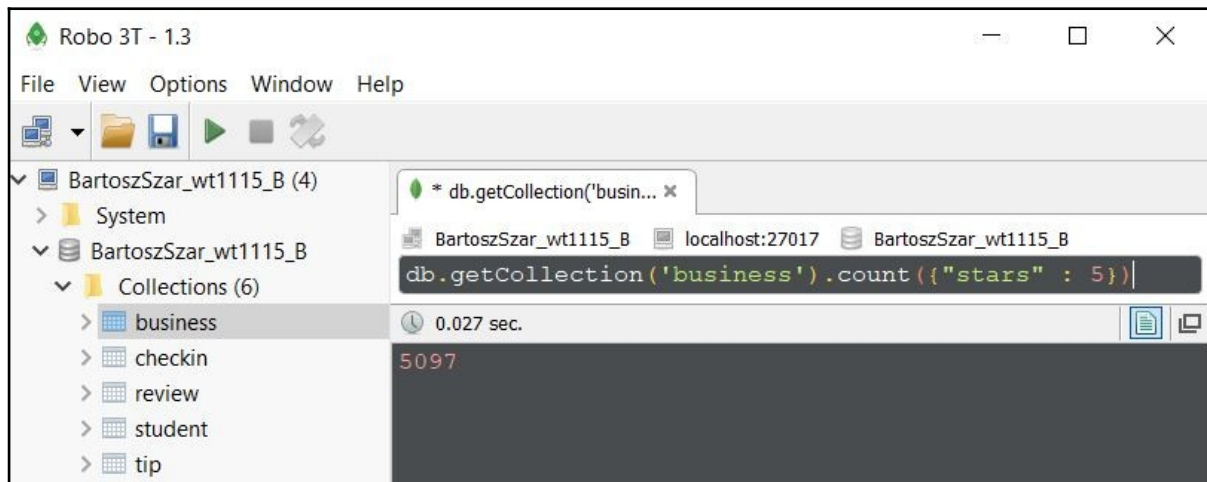 Robo 3T - 1.3
File View Options Window Help
BartoszSzar_wt1115_B (4)
System
BartoszSzar_wt1115_B
Collections (6)
business
checkin
review
student
tip
* db.getCollection('busin...
BartoszSzar_wt1115_B localhost:27017 BartoszSzar_wt1115_B
db.getCollection('business').count({"stars" : 5})
0.027 sec.
5097